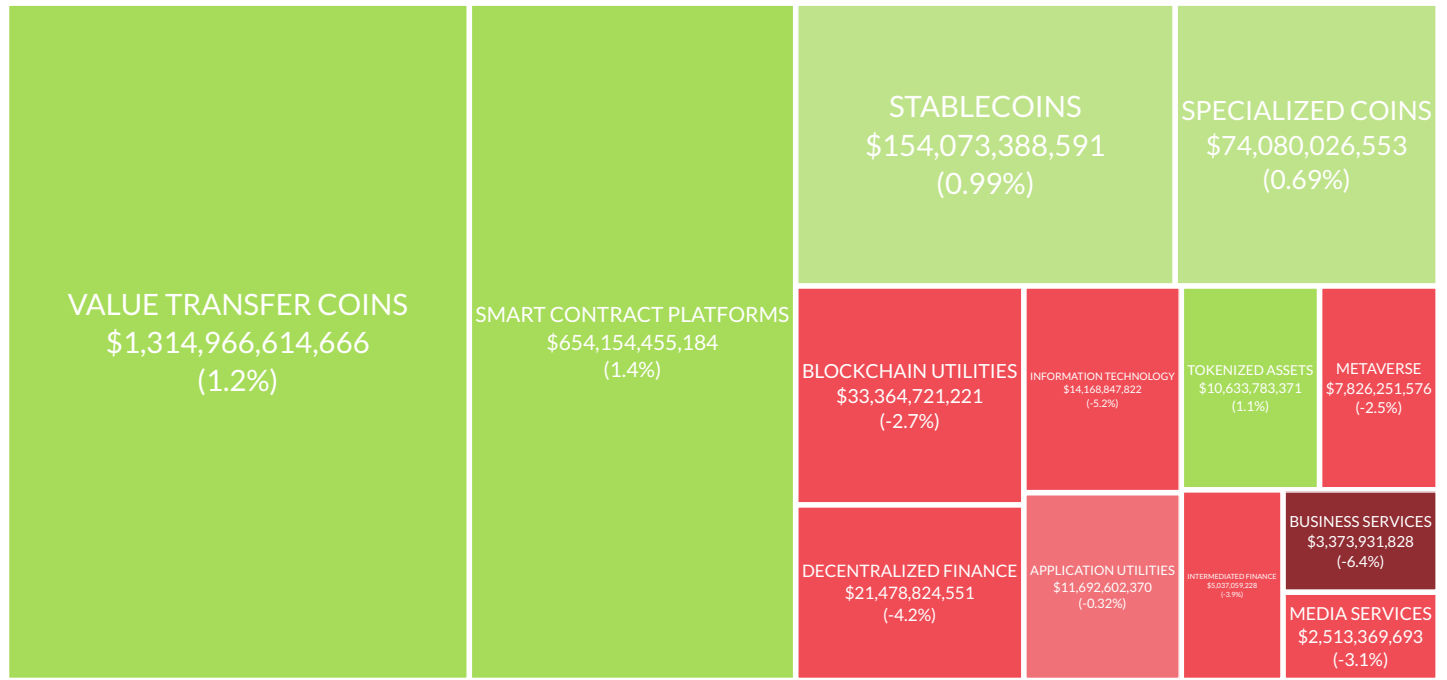 VALUE TRANSFER COINS
$1,314,966,614,666
(1.2%)
SMART CONTRACT PLATFORMS
$654,154,455,184
(1.4%)
STABLECOINS
$154,073,388,591
(0.99%)
SPECIALIZED COINS
$74,080,026,553
(0.69%)
BLOCKCHAIN UTILITIES
$33,364,721,221
(-2.7%)
INFORMATION TECHNOLOGY
$14,168,847,822
(-5.2%)
TOKENIZED ASSETS
$10,633,783,371
(1.1%)
METAVERSE
$7,826,251,576
(-2.5%)
DECENTRALIZED FINANCE
$21,478,824,551
(-4.2%)
APPLICATION UTILITIES
$11,692,602,370
(-0.32%)
INTERMEDIATED FINANCE
$5,037,059,228
(-3.9%)
BUSINESS SERVICES
$3,373,931,828
(-6.4%)
MEDIA SERVICES
$2,513,369,693
(-3.1%)